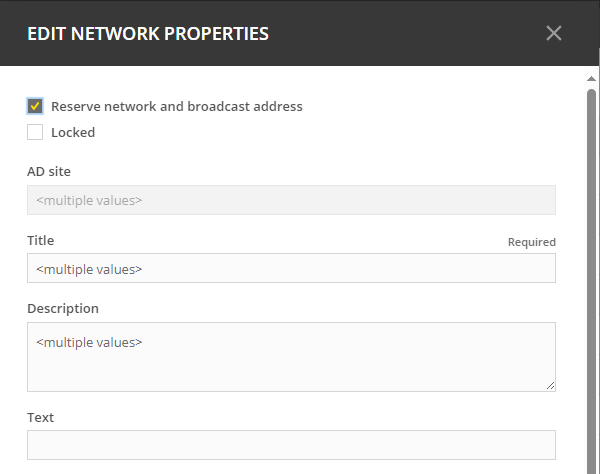 EDIT NETWORK PROPERTIES
Reserve network and broadcast address
Locked
AD site
<multiple values>
Title Required
<multiple values>
Description
<multiple values>
Text